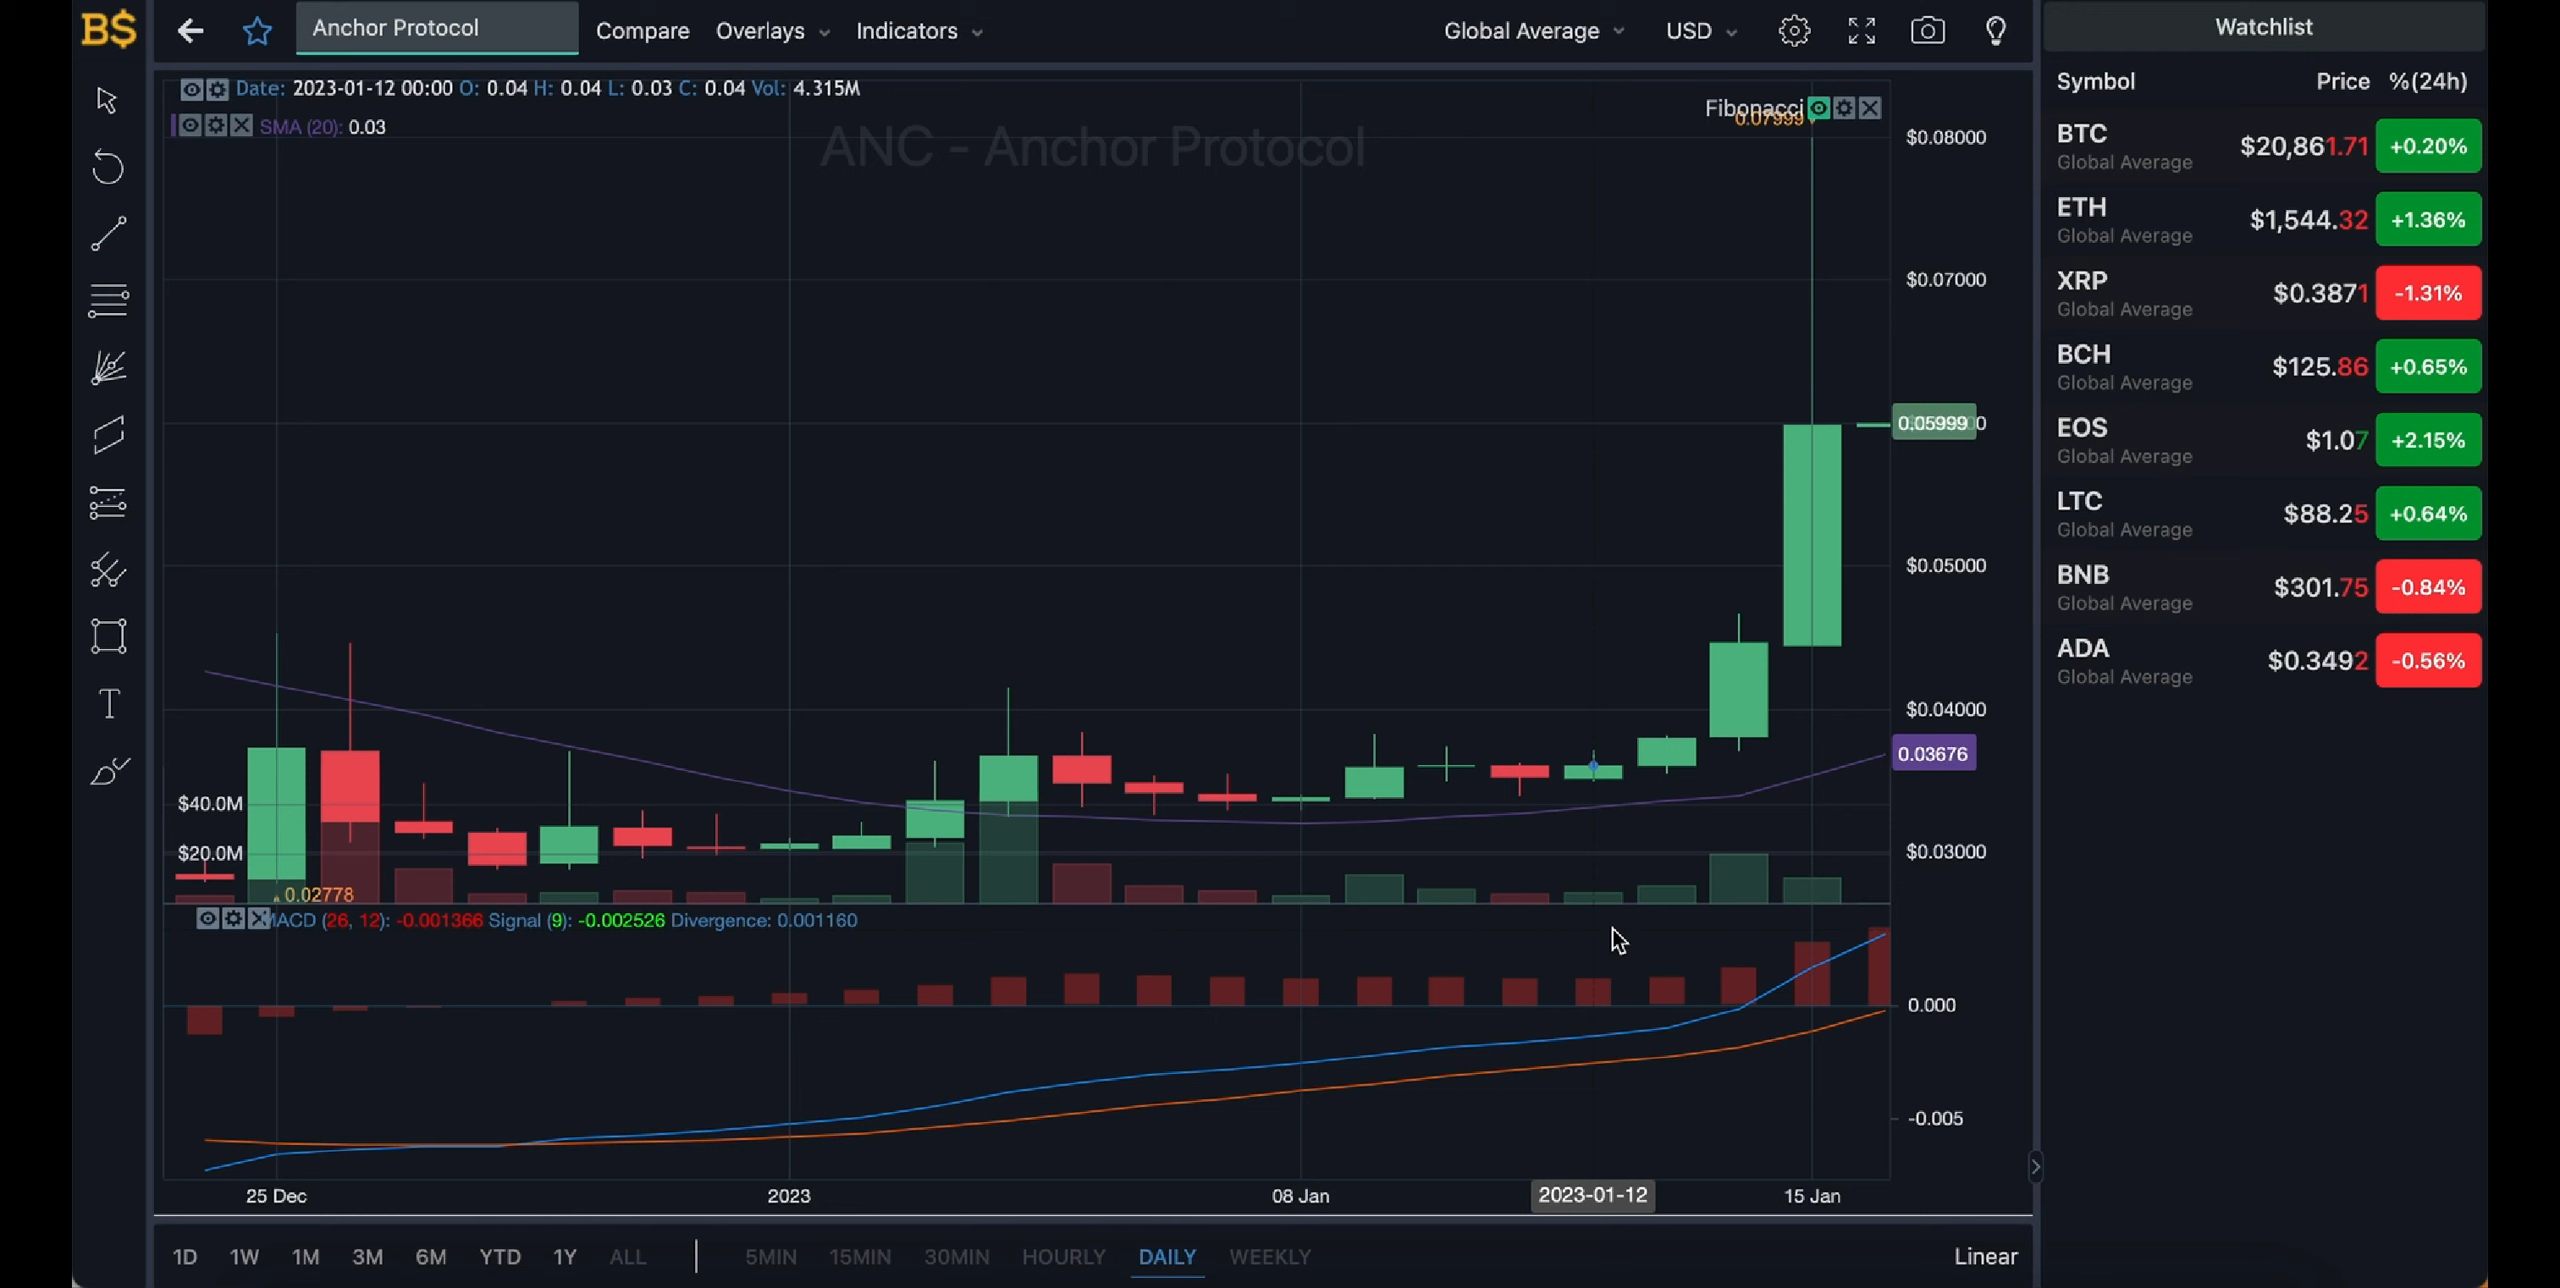 B$
Anchor Protocol
Compare
Overlays
Indicators
Global Average
USD
Date: 2023-01-12 00:00 O: 0.04 H: 0.04 L: 0.03 C: 0.04 Vol: 4.315M
SMA (20): 0.03
ANC - Anchor Protocol
Fibonacci
0.07999
$0.08000
$0.07000
0.05999
$0.05000
$0.04000
0.03676
$0.03000
$40.0M
$20.0M
0.02778
MACD (26, 12): -0.001366 Signal (9): -0.002526 Divergence: 0.001160
0.000
-0.005
25 Dec
2023
08 Jan
2023-01-12
15 Jan
1D 1W 1M 3M 6M YTD 1Y ALL
5MIN 15MIN 30MIN HOURLY DAILY WEEKLY
Linear
Watchlist
Symbol Price %(24h)
BTC $20,861.71 +0.20%
Global Average
ETH $1,544.32 +1.36%
Global Average
XRP $0.3871 -1.31%
Global Average
BCH $125.86 +0.65%
Global Average
EOS $1.07 +2.15%
Global Average
LTC $88.25 +0.64%
Global Average
BNB $301.75 -0.84%
Global Average
ADA $0.3492 -0.56%
Global Average